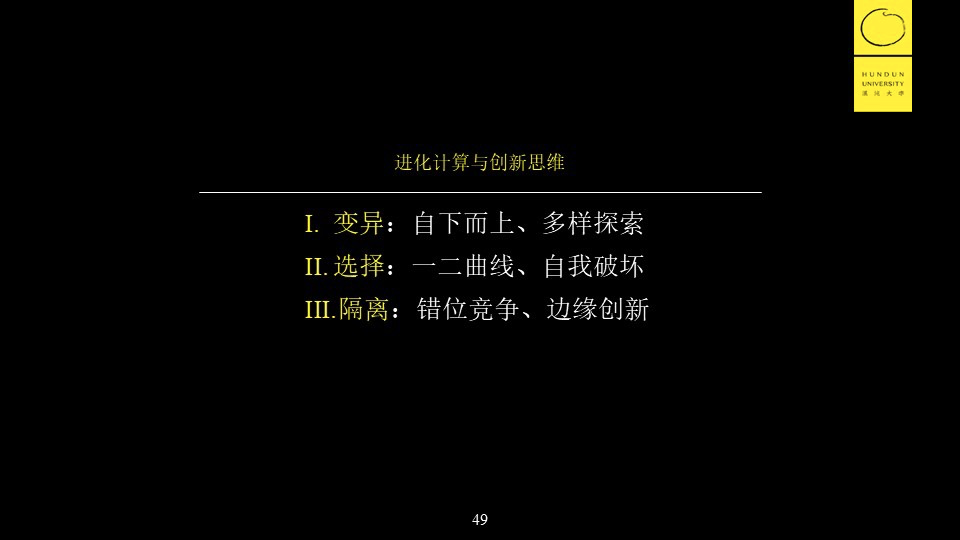 HUNDUN
UNIVERSITY
混沌大学
进化计算与创新思维
I. 变异：自下而上、多样探索
II. 选择：一二曲线、自我破坏
III.隔离：错位竞争、边缘创新
49